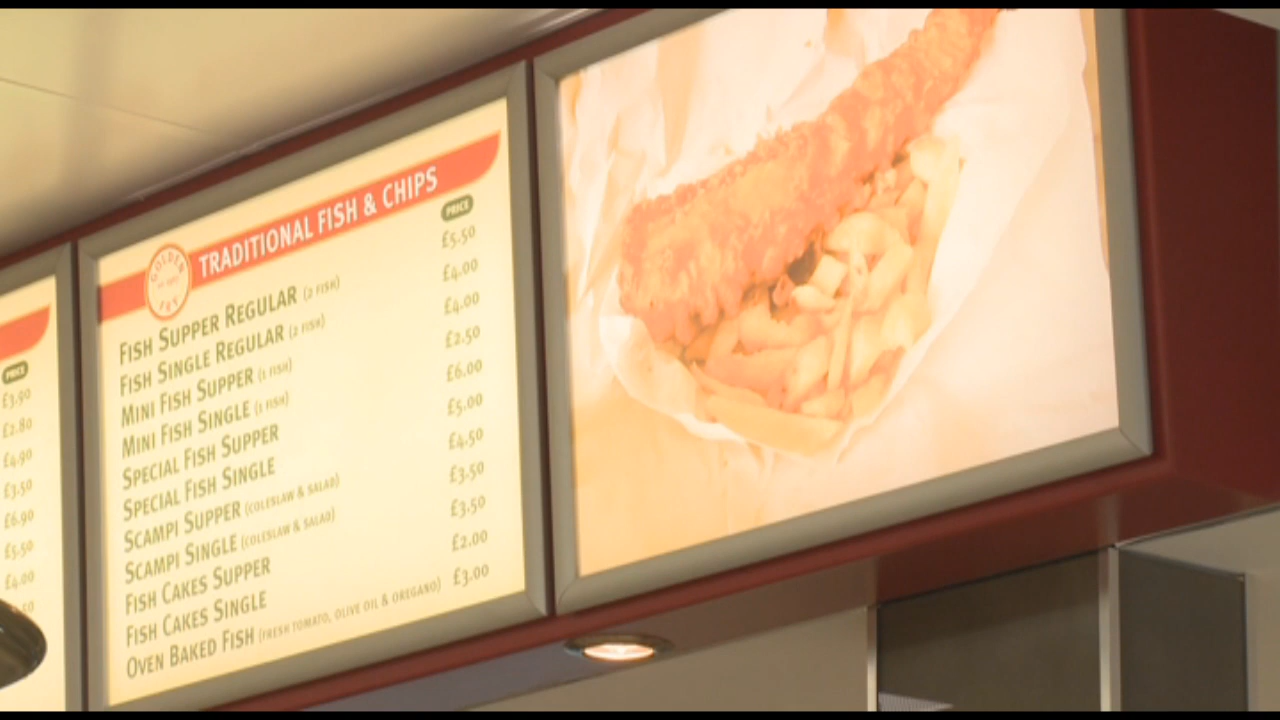 PRICE
£3.90
£2.80
£4.90
£3.50
£6.90
£5.50
£4.00
GOLDEN
FRY
TRADITIONAL FISH & CHIPS
PRICE
FISH SUPPER REGULAR (2 FISH) £5.50
FISH SINGLE REGULAR (2 FISH) £4.00
MINI FISH SUPPER (1 FISH) £4.00
MINI FISH SINGLE (1 FISH) £2.50
SPECIAL FISH SUPPER £6.00
SPECIAL FISH SINGLE £5.00
SCAMPI SUPPER (COLESLAW & SALAD) £4.50
SCAMPI SINGLE (COLESLAW & SALAD) £3.50
FISH CAKES SUPPER £3.50
FISH CAKES SINGLE £2.00
OVEN BAKED FISH (FRESH TOMATO, OLIVE OIL & OREGANO) £3.00